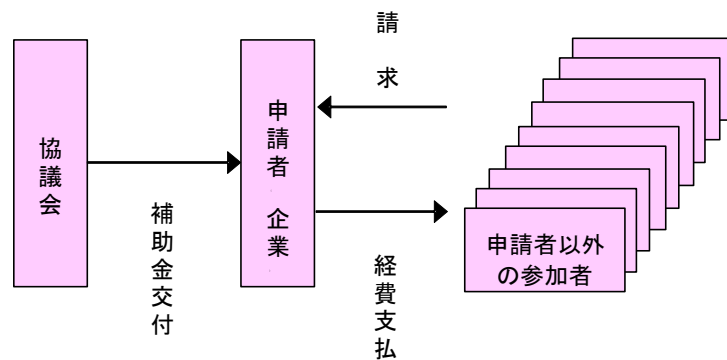 協議会
補助金交付
申請者 企業
請求
経費支払
申請者以外
の参加者